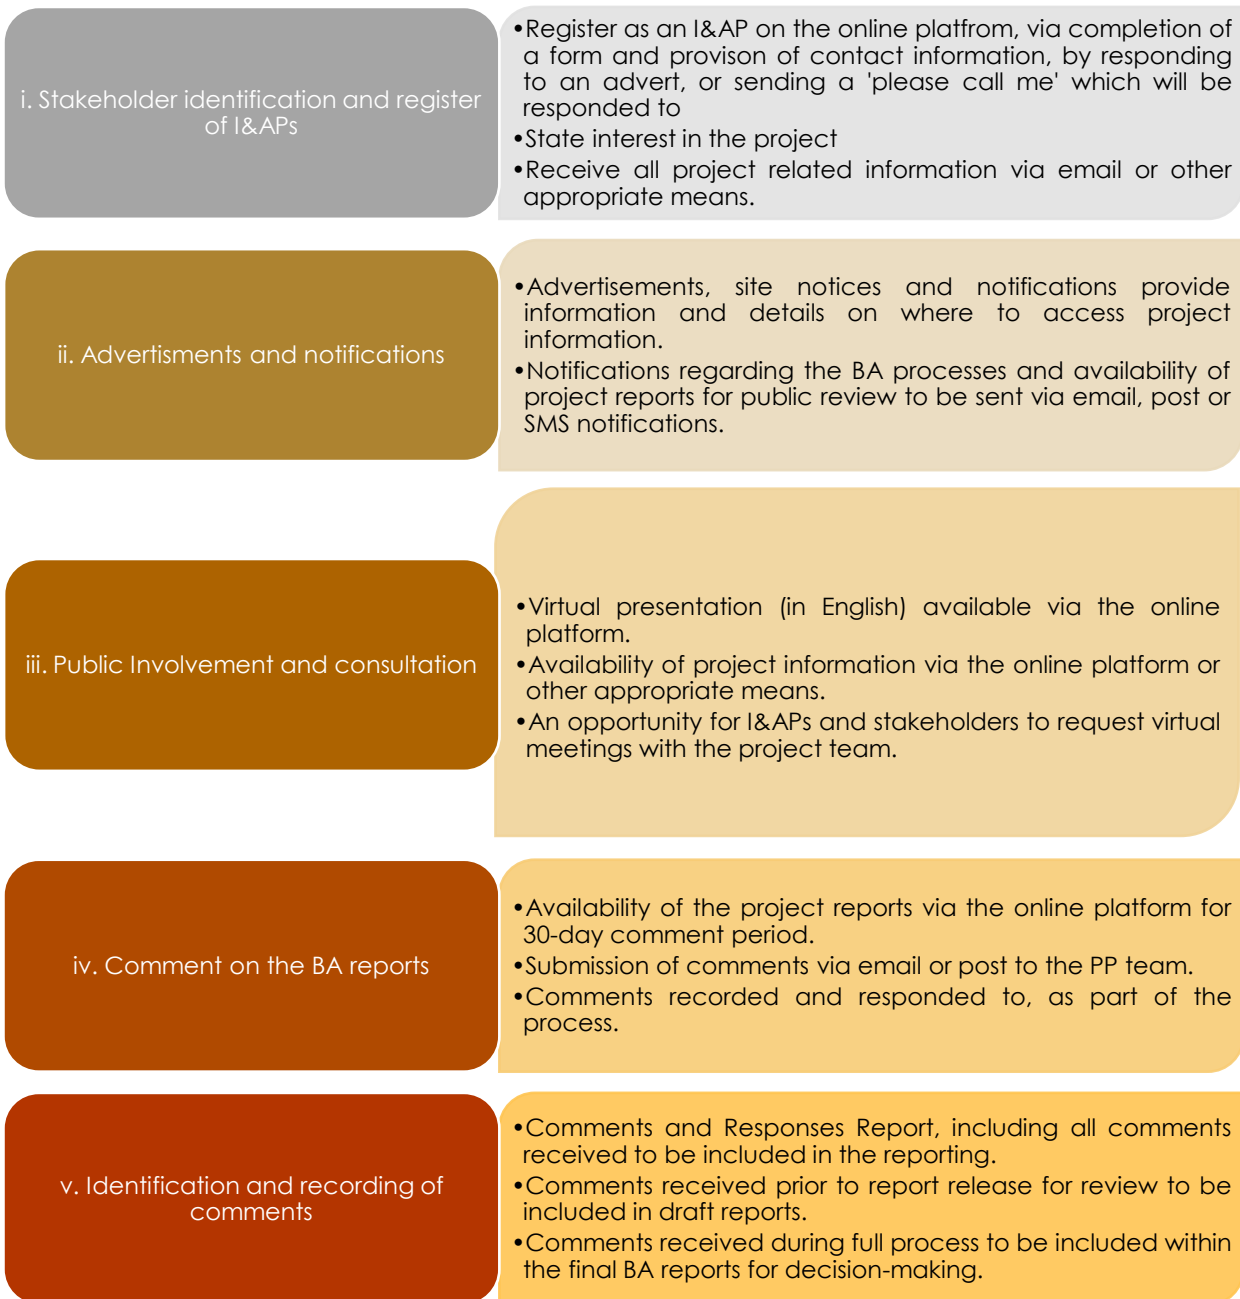 i. Stakeholder identification and register
of I&APs
•Register as an I&AP on the online platfrom, via completion of
a form and provison of contact information, by responding
to an advert, or sending a 'please call me' which will be
responded to
•State interest in the project
•Receive all project related information via email or other
appropriate means.
ii. Advertisments and notifications
•Advertisements, site notices and notifications provide
information and details on where to access project
information.
•Notifications regarding the BA processes and availability of
project reports for public review to be sent via email, post or
SMS notifications.
iii. Public Involvement and consultation
•Virtual presentation (in English) available via the online
platform.
•Availability of project information via the online platform or
other appropriate means.
•An opportunity for I&APs and stakeholders to request virtual
meetings with the project team.
iv. Comment on the BA reports
•Availability of the project reports via the online platform for
30-day comment period.
•Submission of comments via email or post to the PP team.
•Comments recorded and responded to, as part of the
process.
v. Identification and recording of
comments
•Comments and Responses Report, including all comments
received to be included in the reporting.
•Comments received prior to report release for review to be
included in draft reports.
•Comments received during full process to be included within
the final BA reports for decision-making.